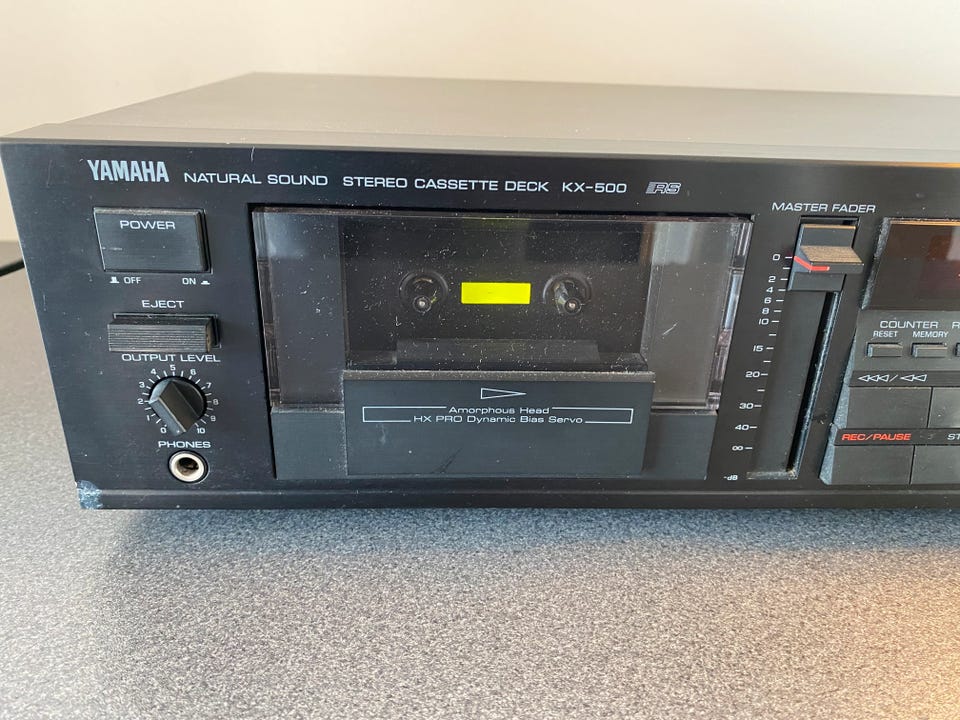 YAMAHA NATURAL SOUND STEREO CASSETTE DECK KX-500 RS
POWER
OFF ON
EJECT
OUTPUT LEVEL
0 1 2 3 4 5 6 7 8 9 10
PHONES
Amorphous Head
HX PRO Dynamic Bias Servo
MASTER FADER
0
2
4
6
8
10
15
20
30
40
∞
-dB
COUNTER
RESET MEMORY
REC/PAUSE